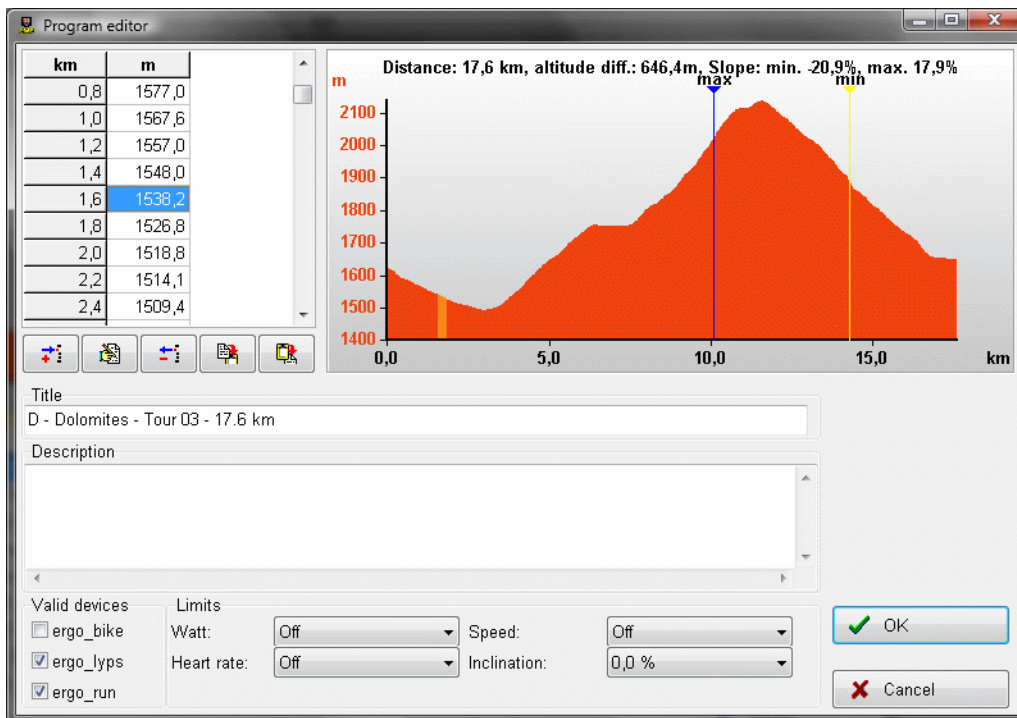 Program editor
km m
0,8 1577,0
1,0 1567,6
1,2 1557,0
1,4 1548,0
1,6 1538,2
1,8 1526,8
2,0 1518,8
2,2 1514,1
2,4 1509,4
Distance: 17,6 km, altitude diff.: 646,4m, Slope: min. -20,9%, max. 17,9%
m
max min
2100
2000
1900
1800
1700
1600
1500
1400
0,0 5,0 10,0 15,0 km
Title
D - Dolomites - Tour 03 - 17.6 km
Description
Valid devices
ergo_bike
ergo_lyps
ergo_run
Limits
Watt: Off Speed: Off
Heart rate: Off Inclination: 0,0 %
OK
Cancel